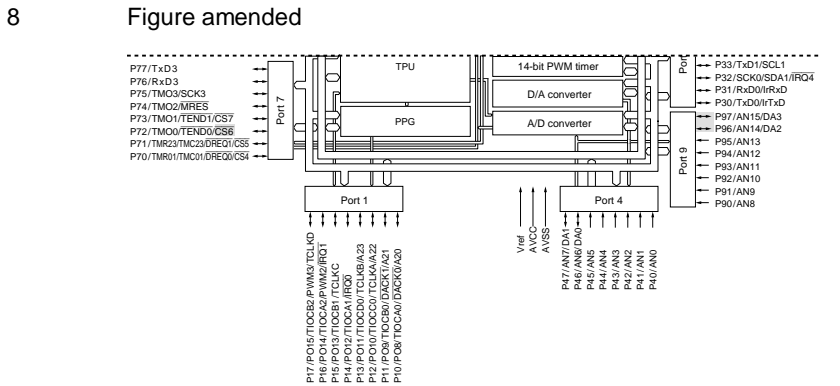 8 Figure amended
P77/TxD3
P76/RxD3
P75/TMO3/SCK3
P74/TMO2/MRES
P73/TMO1/TEND1/CS7
P72/TMO0/TEND0/CS6
P71/TMR23/TMC23/DREQ1/CS5
P70/TMR01/TMC01/DREQ0/CS4
Port 7
TPU
PPG
14-bit PWM timer
D/A converter
A/D converter
Por
P33/TxD1/SCL1
P32/SCK0/SDA1/IRQ4
P31/RxD0/IrRxD
P30/TxD0/IrTxD
P97/AN15/DA3
P96/AN14/DA2
P95/AN13
P94/AN12
P93/AN11
P92/AN10
P91/AN9
P90/AN8
Port 9
Port 1
Port 4
P17/PO15/TIOCB2/PWM3/TCLKD
P16/PO14/TIOCA2/PWM2/IRQ1
P15/PO13/TIOCB1/TCLKC
P14/PO12/TIOCA1/IRQ0
P13/PO11/TIOCD0/TCLKB/A23
P12/PO10/TIOCC0/TCLKA/A22
P11/PO9/TIOCB0/DACK1/A21
P10/PO8/TIOCA0/DACK0/A20
Vref
AVCC
AVSS
P47/AN7/DA1
P46/AN6/DA0
P45/AN5
P44/AN4
P43/AN3
P42/AN2
P41/AN1
P40/AN0